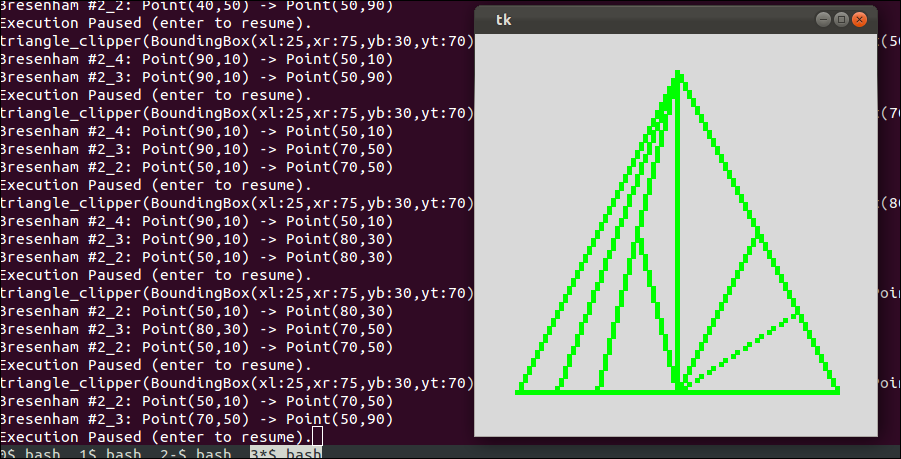 Bresenham #2_2: Point(40,50) -> Point(50,90)
Execution Paused (enter to resume).
triangle_clipper(BoundingBox(xl:25,xr:75,yb:30,yt:70) t(50
Bresenham #2_4: Point(90,10) -> Point(50,10)
Bresenham #2_3: Point(90,10) -> Point(50,90)
Execution Paused (enter to resume).
triangle_clipper(BoundingBox(xl:25,xr:75,yb:30,yt:70) t(70
Bresenham #2_4: Point(90,10) -> Point(50,10)
Bresenham #2_3: Point(90,10) -> Point(70,50)
Bresenham #2_2: Point(50,10) -> Point(70,50)
Execution Paused (enter to resume).
triangle_clipper(BoundingBox(xl:25,xr:75,yb:30,yt:70) t(80
Bresenham #2_4: Point(90,10) -> Point(50,10)
Bresenham #2_3: Point(90,10) -> Point(80,30)
Bresenham #2_2: Point(50,10) -> Point(80,30)
Execution Paused (enter to resume).
triangle_clipper(BoundingBox(xl:25,xr:75,yb:30,yt:70) Poin
Bresenham #2_2: Point(50,10) -> Point(80,30)
Bresenham #2_3: Point(80,30) -> Point(70,50)
Bresenham #2_2: Point(50,10) -> Point(70,50)
Execution Paused (enter to resume).
triangle_clipper(BoundingBox(xl:25,xr:75,yb:30,yt:70) Poin
Bresenham #2_2: Point(50,10) -> Point(70,50)
Bresenham #2_3: Point(70,50) -> Point(50,90)
Execution Paused (enter to resume).
0$ bash 1$ bash 2-$ bash 3*$ bash
tk